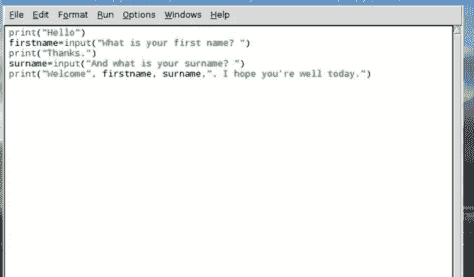 File Edit Format Run Options Windows Help
print("Hello")
firstname=input("What is your first name? ")
print("Thanks.")
surname=input("And what is your surname? ")
print("Welcome", firstname, surname,". I hope you're well today.")